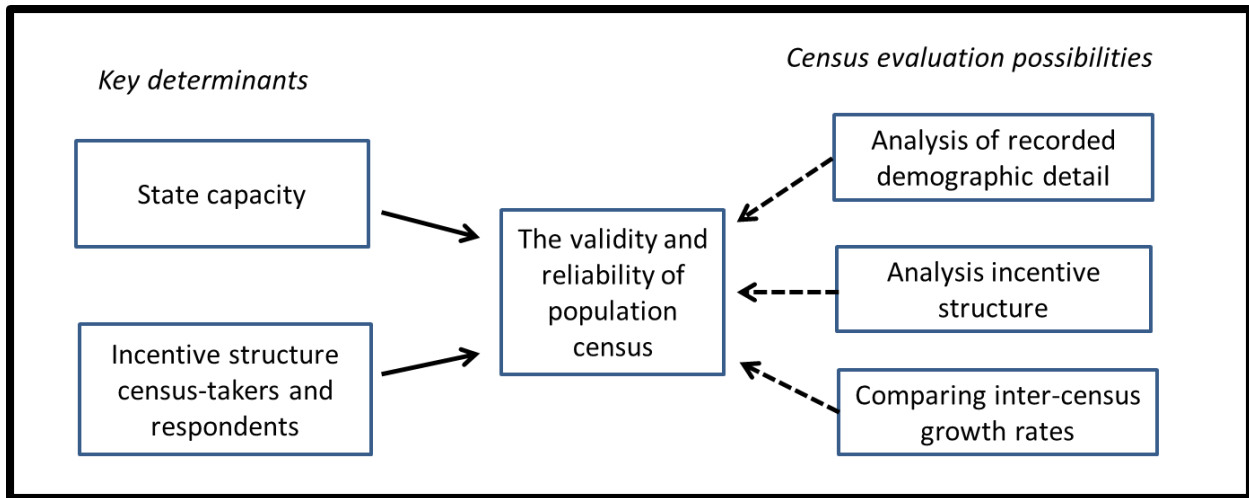 Key determinants
State capacity
Incentive structure
census-takers and
respondents
The validity and
reliability of
population
census
Census evaluation possibilities
Analysis of recorded
demographic detail
Analysis incentive
structure
Comparing inter-census
growth rates